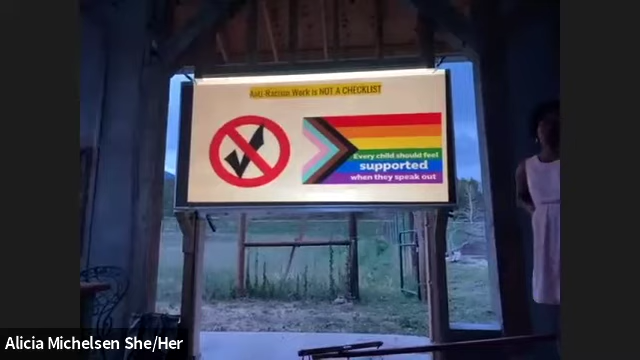 Anti-Racism Work is NOT A CHECKLIST
Every child should feel
supported
when they speak out
Alicia Michelsen She/Her